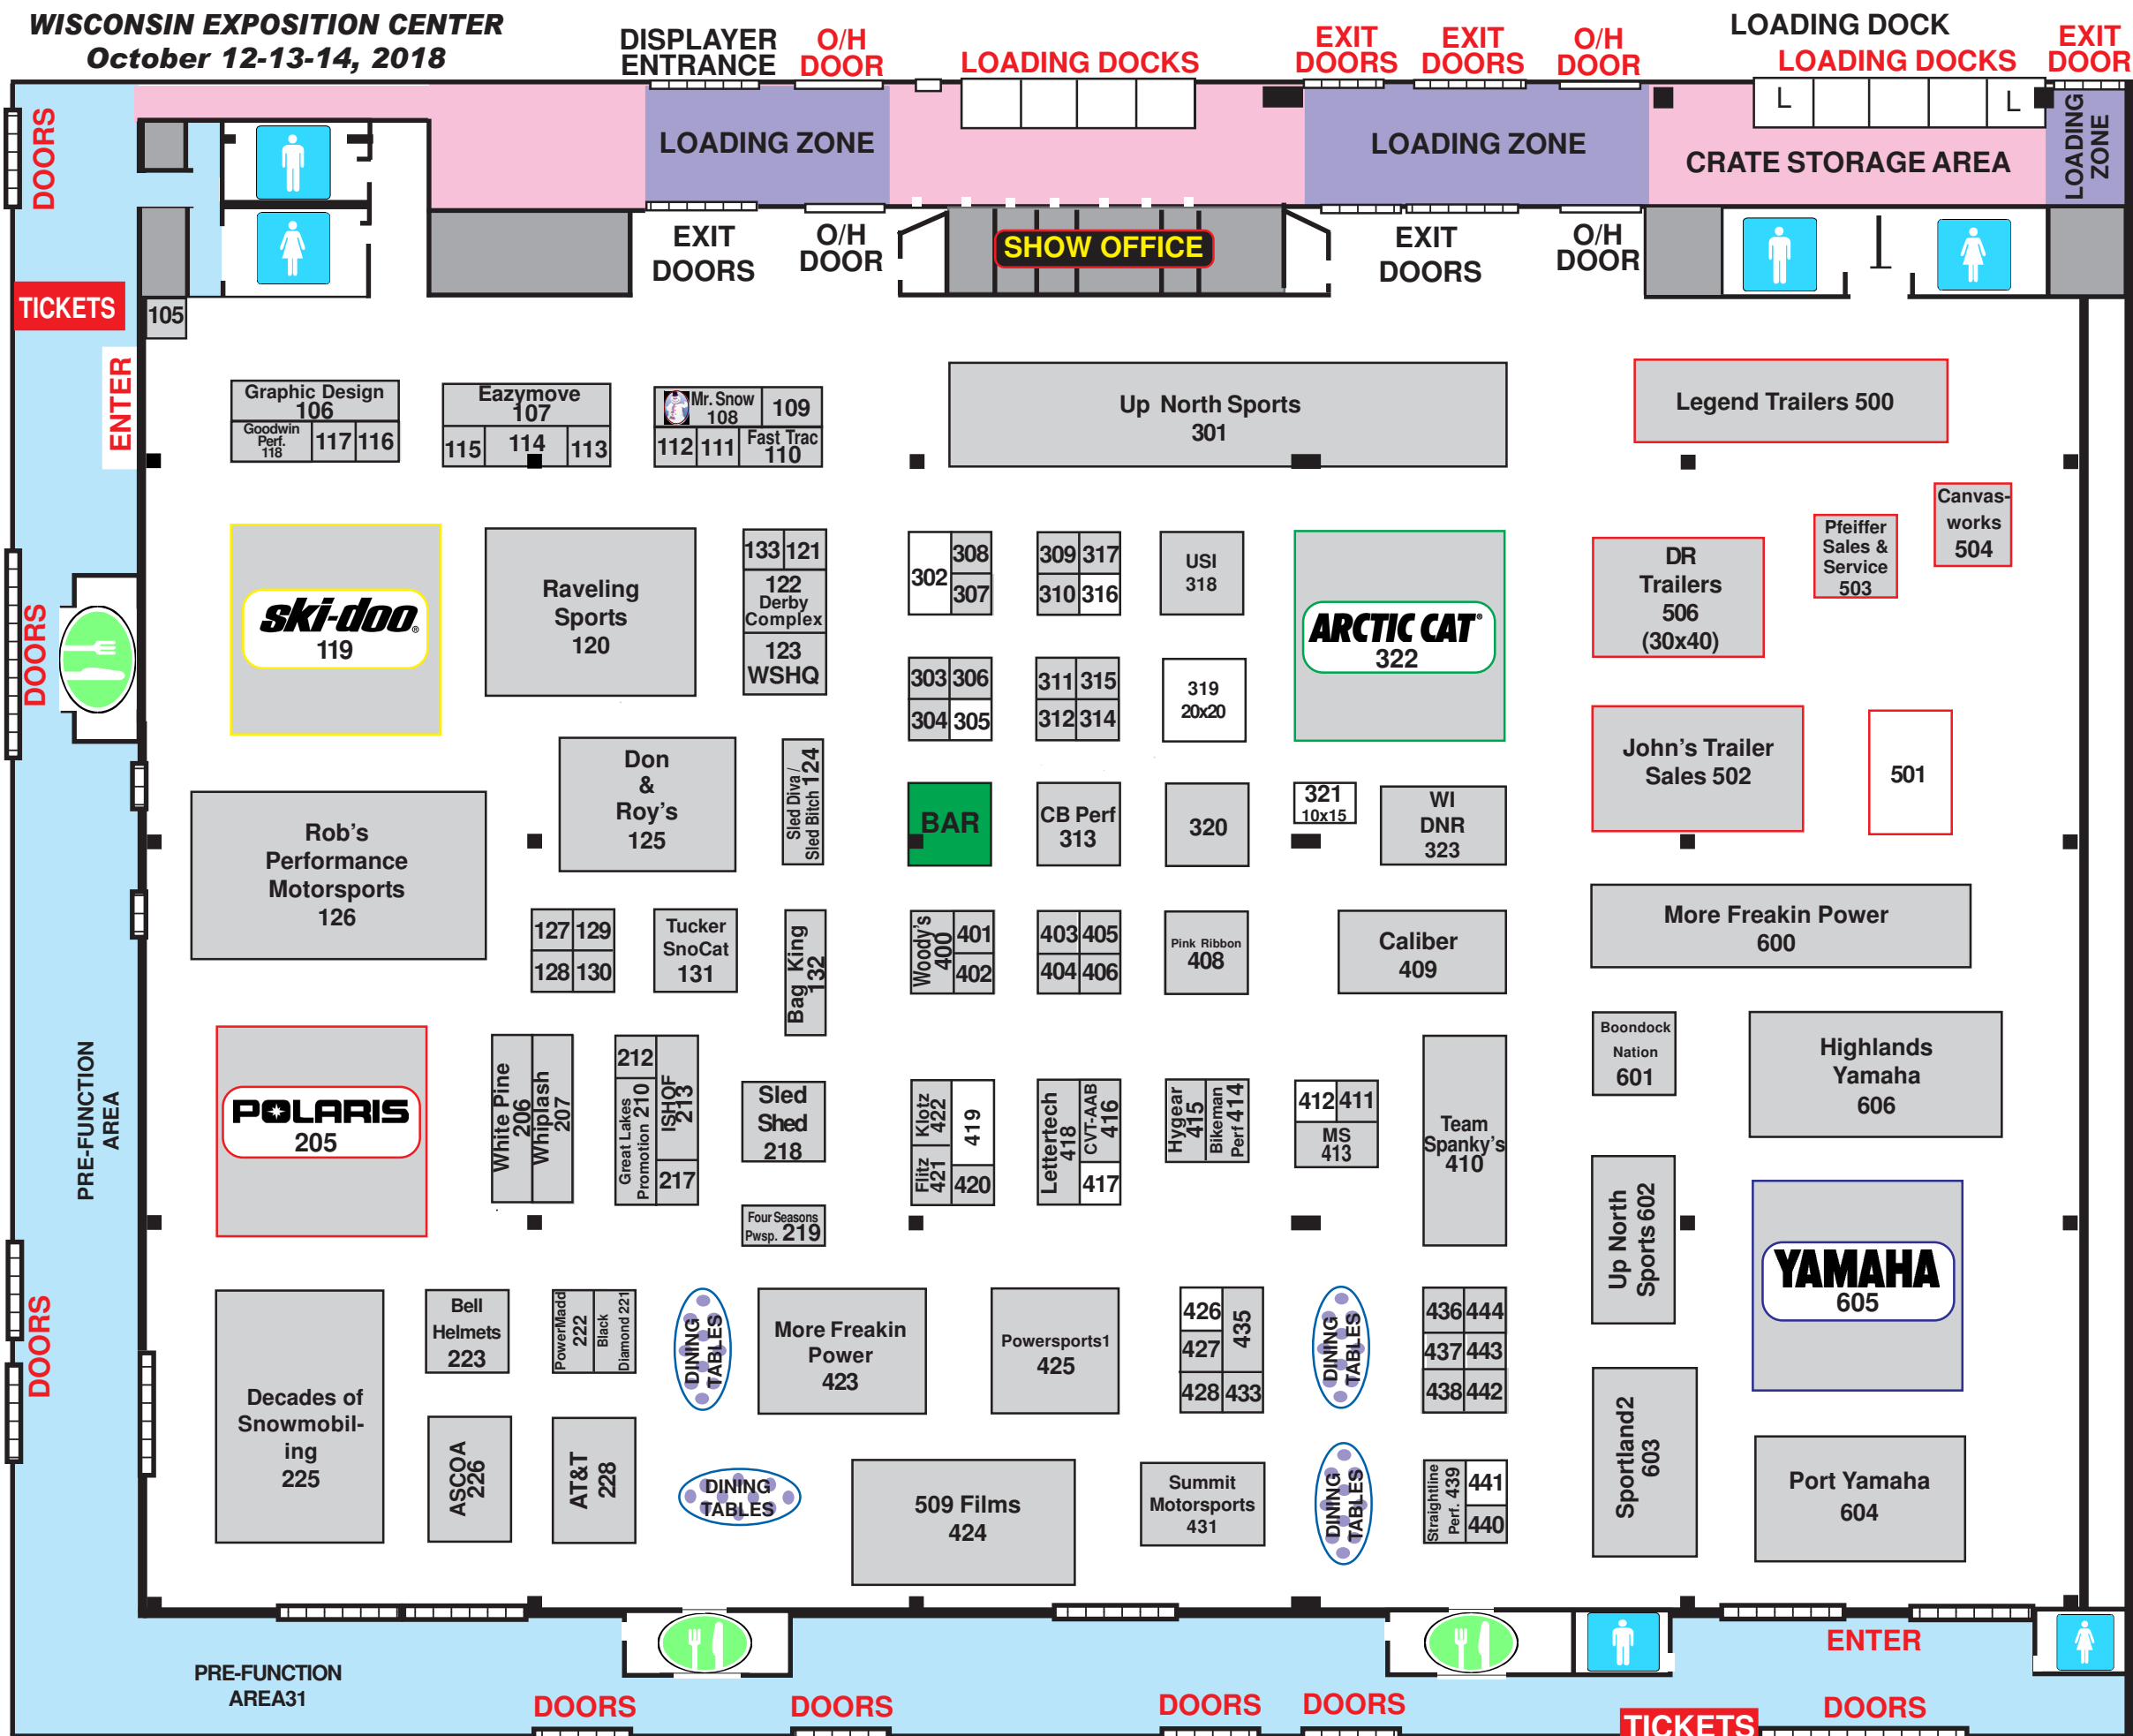 WISCONSIN EXPOSITION CENTER
October 12-13-14, 2018
DISPLAYER
ENTRANCE
O/H
DOOR
LOADING DOCKS
EXIT
DOORS
EXIT
DOORS
O/H
DOOR
LOADING DOCK
LOADING DOCKS
EXIT
DOOR
DOORS
LOADING ZONE
LOADING ZONE
L
L
CRATE STORAGE AREA
LOADING
ZONE
EXIT
DOORS
O/H
DOOR
SHOW OFFICE
EXIT
DOORS
O/H
DOOR
TICKETS
105
ENTER
Graphic Design
106
Goodwin
Perf.
118
117
116
Eazymove
107
115
114
113
Mr. Snow
108
109
112
111
Fast Trac
110
Up North Sports
301
Legend Trailers 500
Canvas-
works
504
Pfeiffer
Sales &
Service
503
DR
Trailers
506
(30x40)
ski-doo®
119
Raveling
Sports
120
133
121
122
Derby
Complex
123
WSHQ
302
308
307
309
317
310
316
USI
318
ARCTIC CAT®
322
303
306
304
305
311
315
312
314
319
20x20
DOORS
John's Trailer
Sales 502
501
Don
&
Roy's
125
Sled Diva /
Sled Bitch 124
BAR
CB Perf
313
320
321
10x15
WI
DNR
323
Rob's
Performance
Motorsports
126
127
129
128
130
Tucker
SnoCat
131
Bag King
132
Woody's
400
401
402
403
405
404
406
Pink Ribbon
408
Caliber
409
More Freakin Power
600
PRE-FUNCTION
AREA
POLARIS
205
White Pine
206
Whiplash
207
212
Great Lakes
Promotion 210
ISHOF
213
217
Sled
Shed
218
Four Seasons
Pwsp. 219
Klotz
422
419
Flitz
421
420
Lettertech
418
CVT-AAB
416
417
Hygear
415
Bikeman
Perf 414
412
411
MS
413
Team
Spanky's
410
Boondock
Nation
601
Highlands
Yamaha
606
Up North
Sports 602
YAMAHA
605
DOORS
Decades of
Snowmobil-
ing
225
Bell
Helmets
223
PowerMadd
222
Black
Diamond 221
DINING
TABLES
More Freakin
Power
423
Powersports1
425
426
435
427
428
433
DINING
TABLES
436
444
437
443
438
442
ASCOA
226
AT&T
228
DINING
TABLES
509 Films
424
Summit
Motorsports
431
DINING
TABLES
Straightline
Perf. 439
441
440
Sportland2
603
Port Yamaha
604
PRE-FUNCTION
AREA31
ENTER
DOORS
DOORS
DOORS
DOORS
TICKETS
DOORS